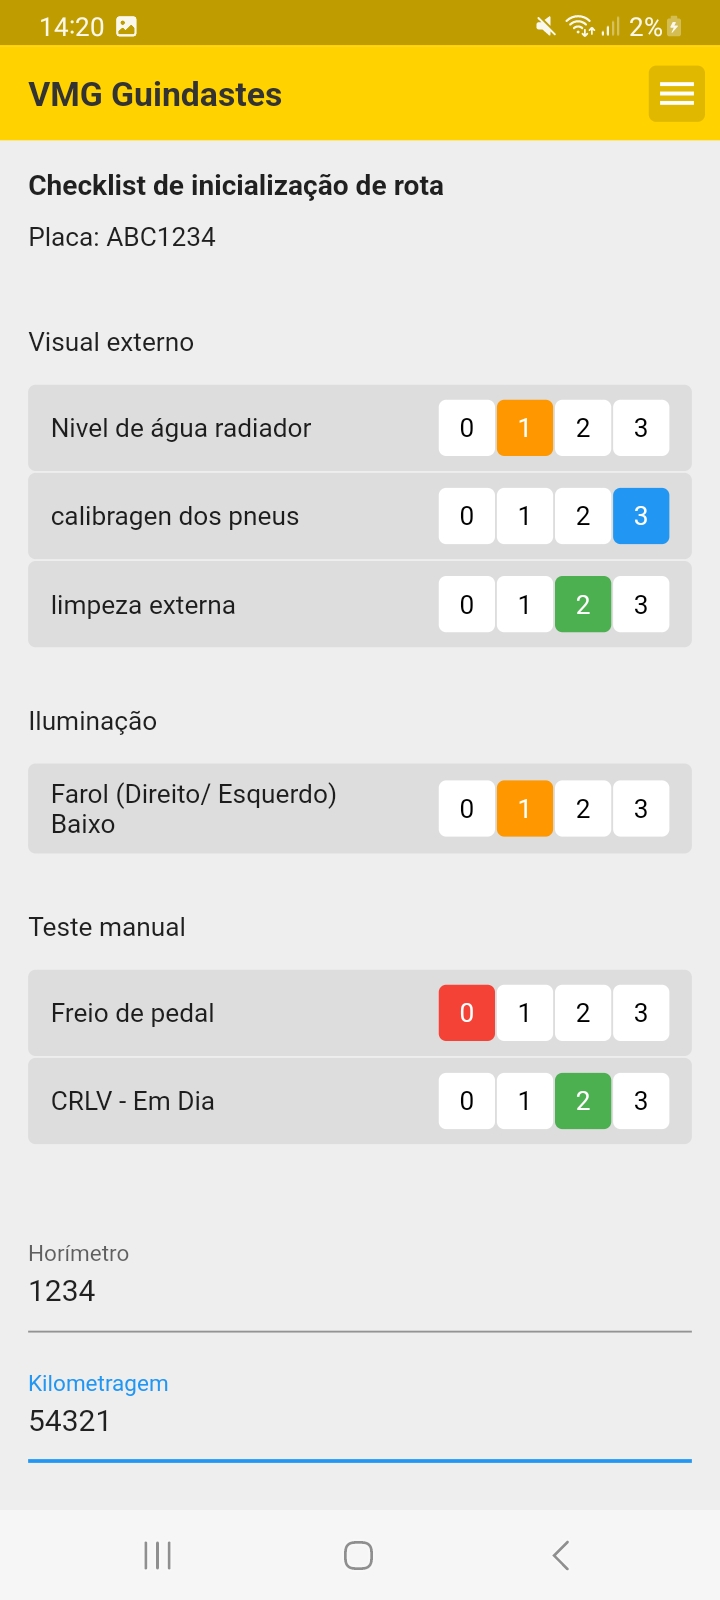 14:20 2%
VMG Guindastes
Checklist de inicialização de rota
Placa: ABC1234
Visual externo
Nivel de água radiador 0 1 2 3
calibragen dos pneus 0 1 2 3
limpeza externa 0 1 2 3
Iluminação
Farol (Direito/ Esquerdo)
Baixo 0 1 2 3
Teste manual
Freio de pedal 0 1 2 3
CRLV - Em Dia 0 1 2 3
Horímetro
1234
Kilometragem
54321